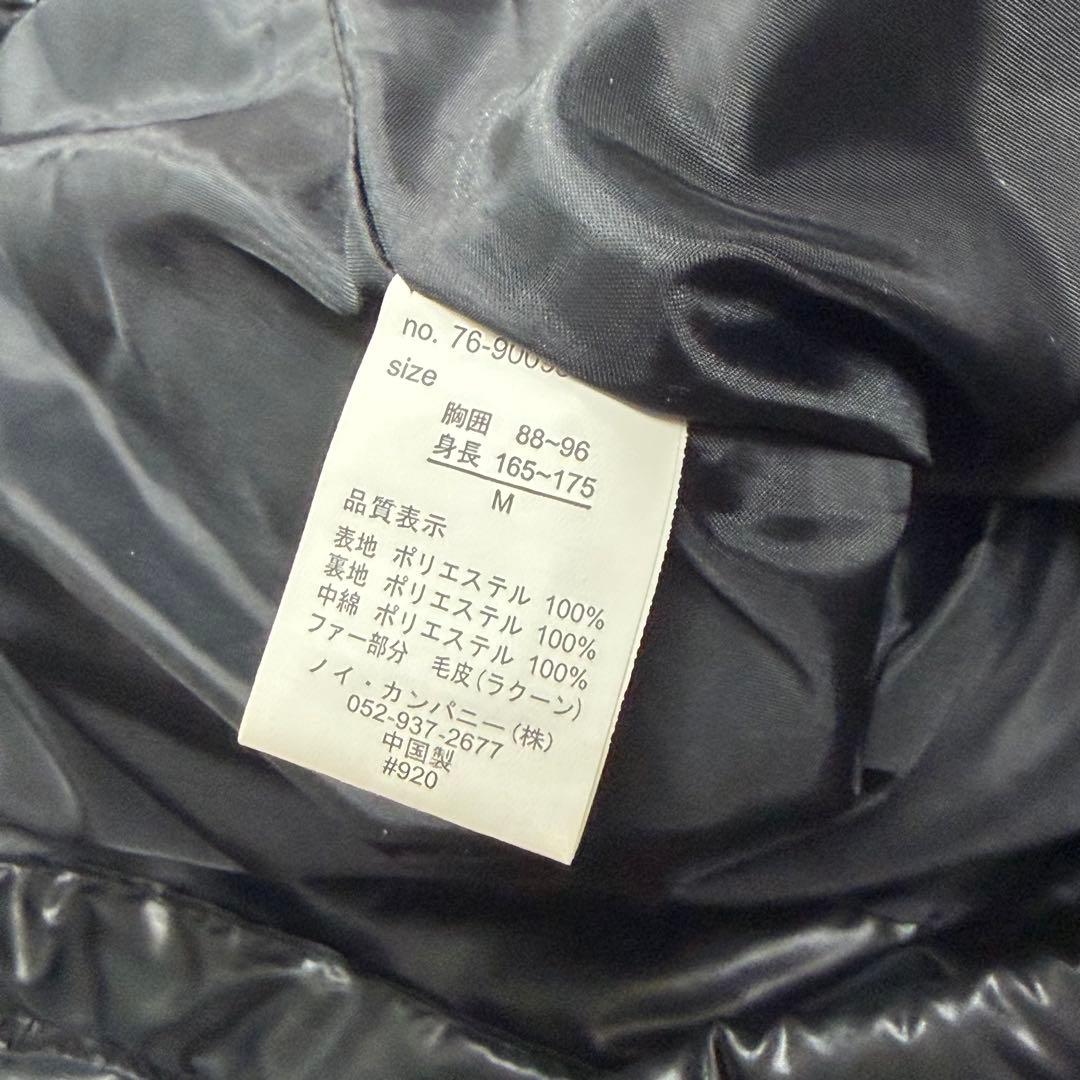 no.
size
胸囲 88~96
身長 165~175
M
品質表示
表地 ポリエステル 100%
裏地 ポリエステル 100%
中綿 ポリエステル 100%
ファー部分 毛皮(ラクーン)
ノイ・カンパニー(株)
052-937-2677
中国製
#920